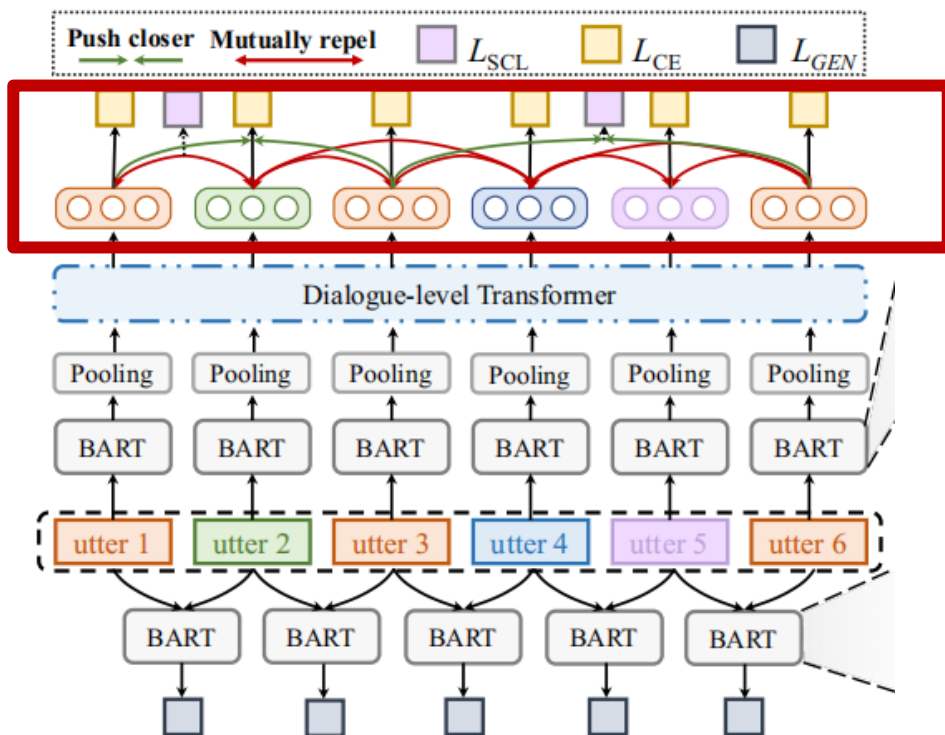 Push closer Mutually repel L_SCL L_CE L_GEN
Dialogue-level Transformer
Pooling Pooling Pooling Pooling Pooling Pooling
BART BART BART BART BART BART
utter 1 utter 2 utter 3 utter 4 utter 5 utter 6
BART BART BART BART BART